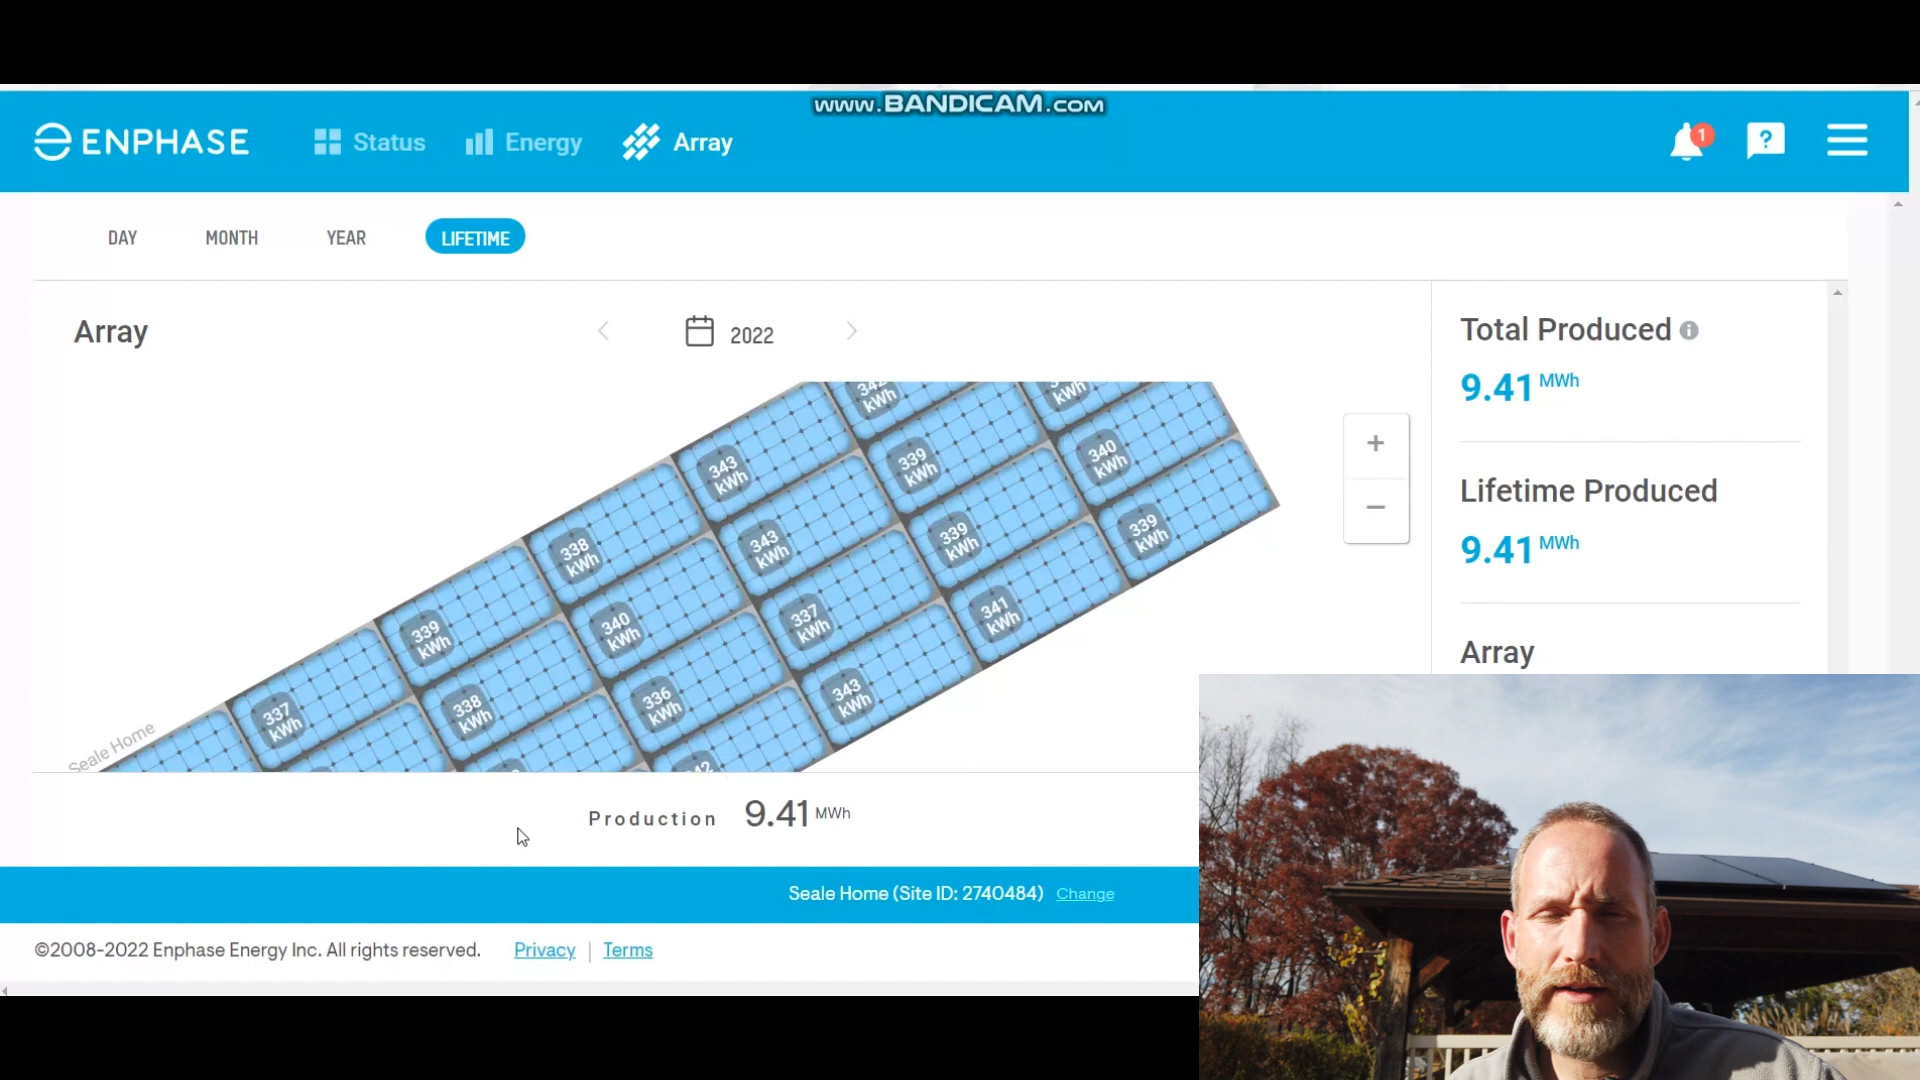 www.BANDICAM.com
ENPHASE
Status
Energy
Array
1
?
DAY
MONTH
YEAR
LIFETIME
Array
2022
Total Produced
9.41 MWh
Lifetime Produced
9.41 MWh
Array
342
kWh
kWh
343
kWh
339
kWh
340
kWh
338
kWh
343
kWh
339
kWh
339
kWh
339
kWh
340
kWh
337
kWh
341
kWh
337
kWh
338
kWh
336
kWh
343
kWh
Seale Home
+
−
Production 9.41 MWh
Seale Home (Site ID: 2740484) Change
©2008-2022 Enphase Energy Inc. All rights reserved. Privacy | Terms